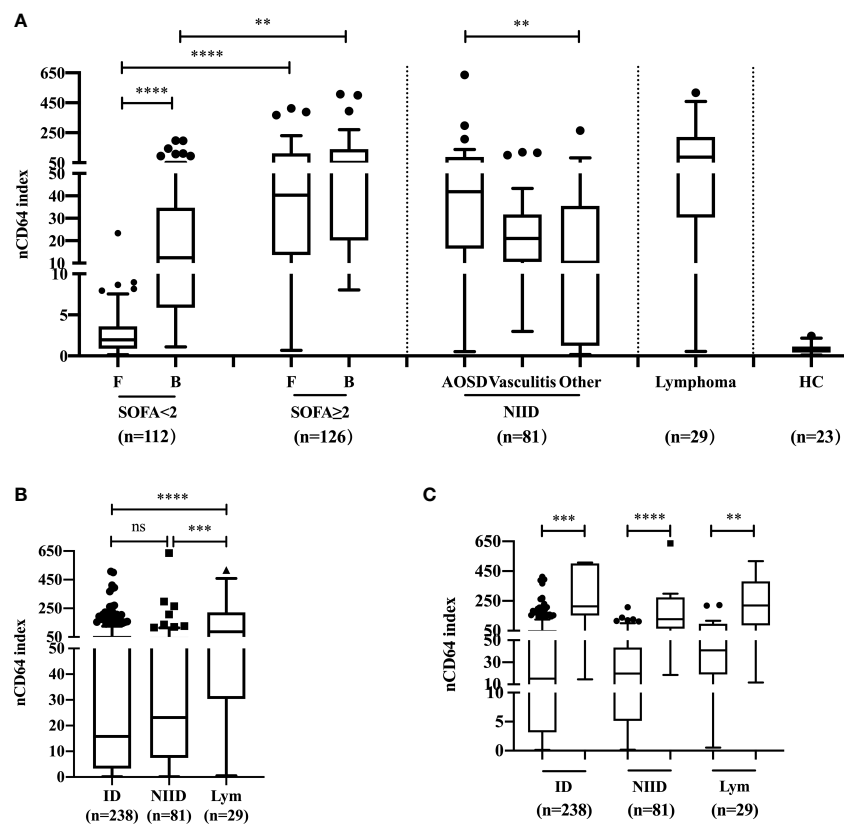 A
**
**
****
****
650
450
250
50
50
40
30
20
10
10
5
0
nCD64 index
F B F B AOSD Vasculitis Other Lymphoma HC
SOFA<2 SOFA≥2 NIID
(n=112) (n=126) (n=81) (n=29) (n=23)
B
****
ns ***
650
450
250
50
50
40
30
20
10
0
nCD64 index
ID NIID Lym
(n=238) (n=81) (n=29)
C
*** **** **
650
450
250
50
50
30
10
10
5
0
nCD64 index
ID NIID Lym
(n=238) (n=81) (n=29)